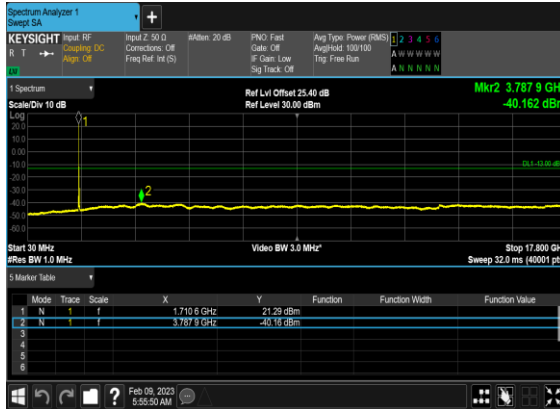 Spectrum Analyzer 1
Swept SA
KEYSIGHT Input: RF Input Z: 50 Ω #Atten: 20 dB PNO: Fast Avg Type: Power (RMS) 1 2 3 4 5 6
R T Coupling: DC Corrections: Off Gate: Off Avg|Hold: 100/100 A W W W W W
Align: Off Freq Ref: Int (S) IF Gain: Low Trig: Free Run
LU Sig Track: Off A N N N N N
1 Spectrum Ref Lvl Offset 25.40 dB Mkr2 3.787 9 GH
Scale/Div 10 dB Ref Level 30.00 dBm -40.162 dBm
Log
20.0
10.0
0.00
-10.0
-20.0
-30.0
-40.0
-50.0
-60.0
1
2
DL1 -13.00 dB
Start 30 MHz Video BW 3.0 MHz* Stop 17.800 GH
#Res BW 1.0 MHz Sweep 32.0 ms (40001 pt
5 Marker Table
Mode Trace Scale X Y Function Function Width Function Value
1 N 1 f 1.710 6 GHz 21.29 dBm
2 N 1 f 3.787 9 GHz -40.16 dBm
3
4
5
6
? Feb 09, 2023
5:55:50 AM